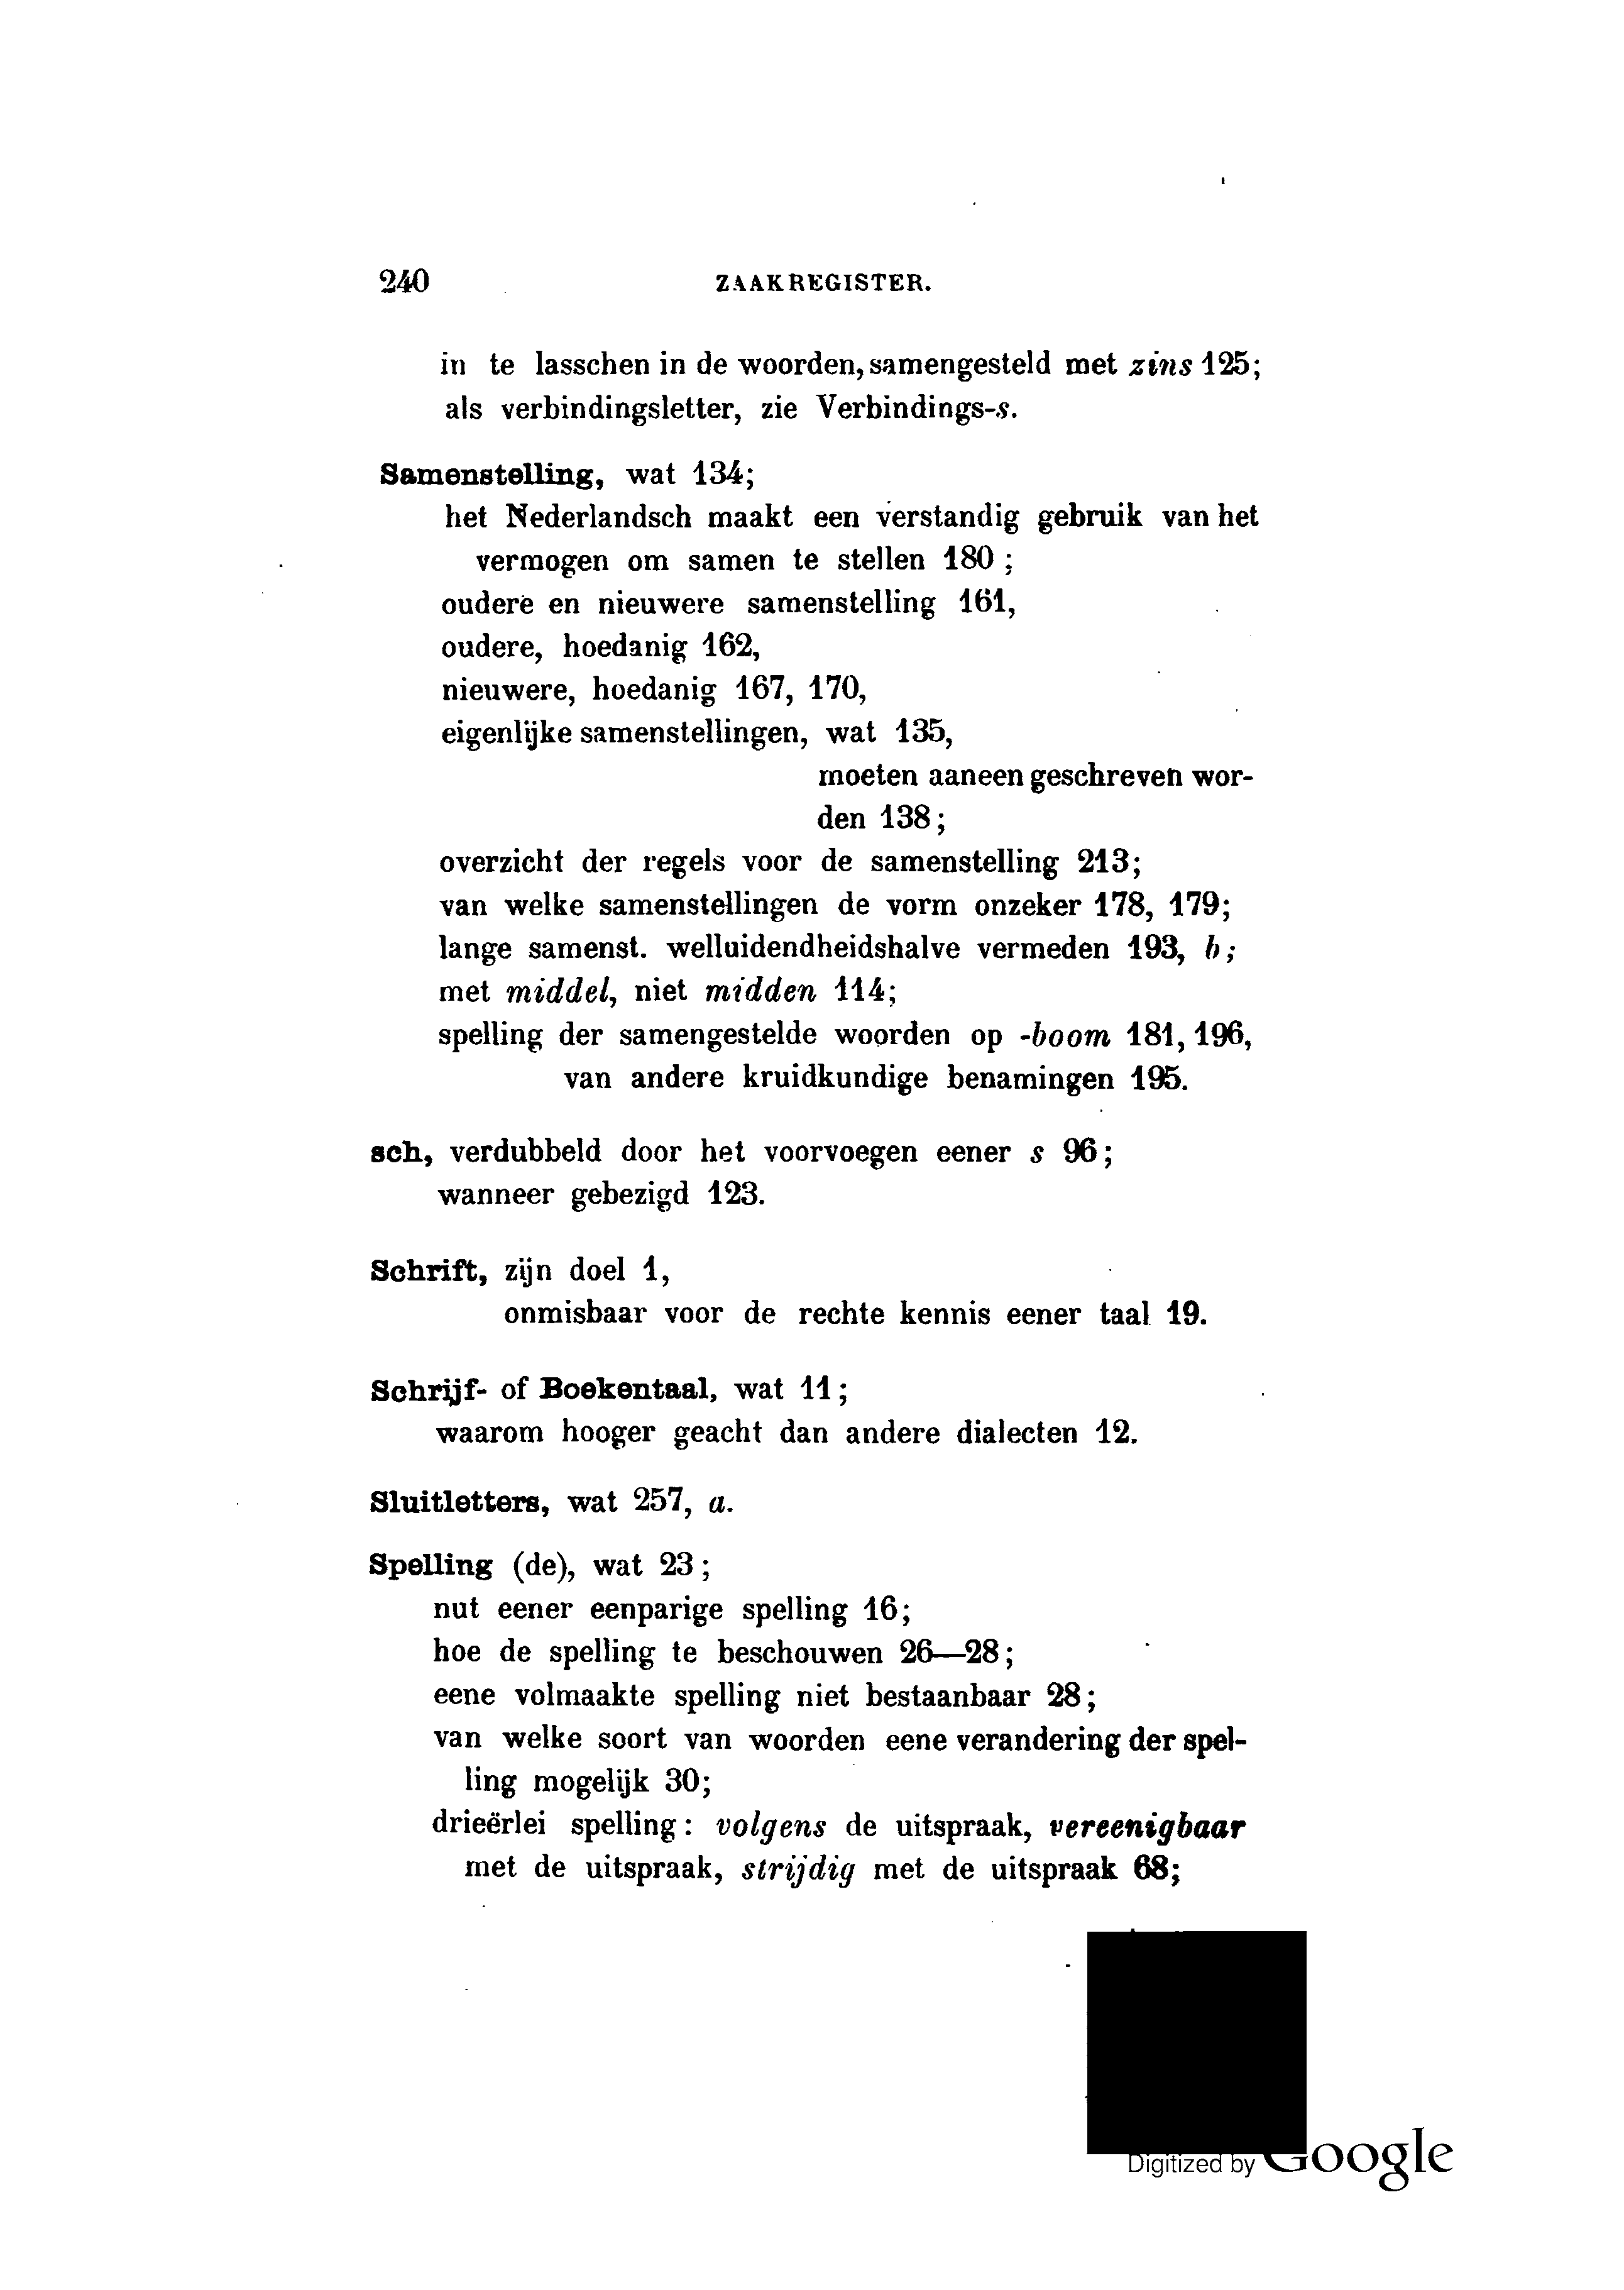 240 ZAAKREGISTER.
in te lasschen in de woorden, samengesteld met zins 125;
als verbindingsletter, zie Verbindings-s.
Samenstelling, wat 134;
het Nederlandsch maakt een verstandig gebruik van het
vermogen om samen te stellen 180;
oudere en nieuwere samenstelling 161,
oudere, hoedanig 162,
nieuwere, hoedanig 167, 170,
eigenlijke samenstellingen, wat 135,
moeten aaneen geschreven wor-
den 138;
overzicht der regels voor de samenstelling 213;
van welke samenstellingen de vorm onzeker 178, 179;
lange samenst. welluidendheidshalve vermeden 193, b;
met middel, niet midden 114;
spelling der samengestelde woorden op -boom 181, 196,
van andere kruidkundige benamingen 195.
sch, verdubbeld door het voorvoegen eener s 96;
wanneer gebezigd 123.
Schrift, zijn doel 1,
onmisbaar voor de rechte kennis eener taal 19.
Schrijf- of Boekentaal, wat 11;
waarom hooger geacht dan andere dialecten 12.
Sluitletters, wat 257, a.
Spelling (de), wat 23;
nut eener eenparige spelling 16;
hoe de spelling te beschouwen 26—28;
eene volmaakte spelling niet bestaanbaar 28;
van welke soort van woorden eene verandering der spel-
ling mogelijk 30;
drieërlei spelling: volgens de uitspraak, vereenigbaar
met de uitspraak, strijdig met de uitspraak 68;
Digitized by Google